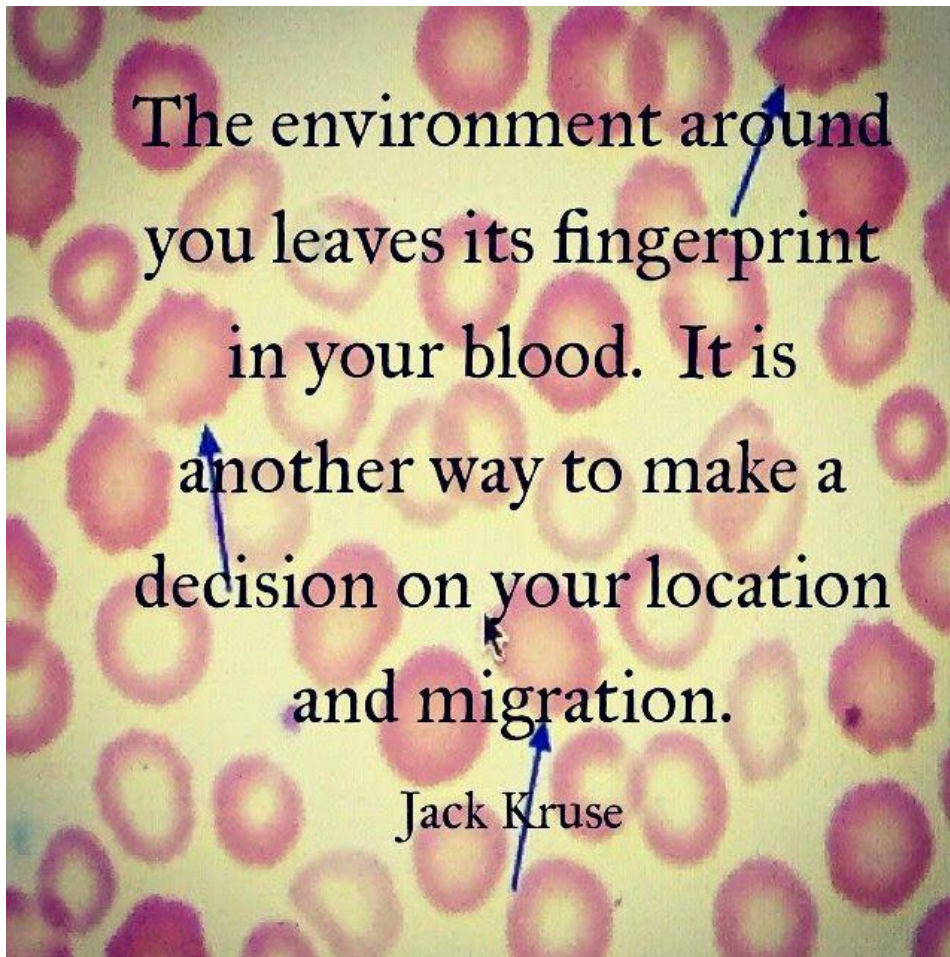 The environment around
you leaves its fingerprint
in your blood.  It is
another way to make a
decision on your location
and migration.
Jack Kruse